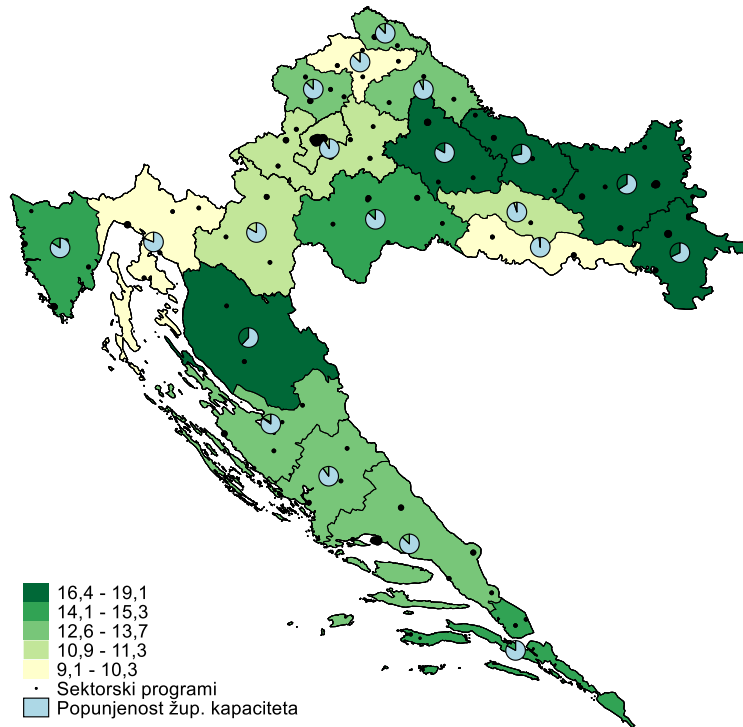 16,4 - 19,1
14,1 - 15,3
12,6 - 13,7
10,9 - 11,3
9,1 - 10,3
Sektorski programi
Popunjenost žup. kapaciteta